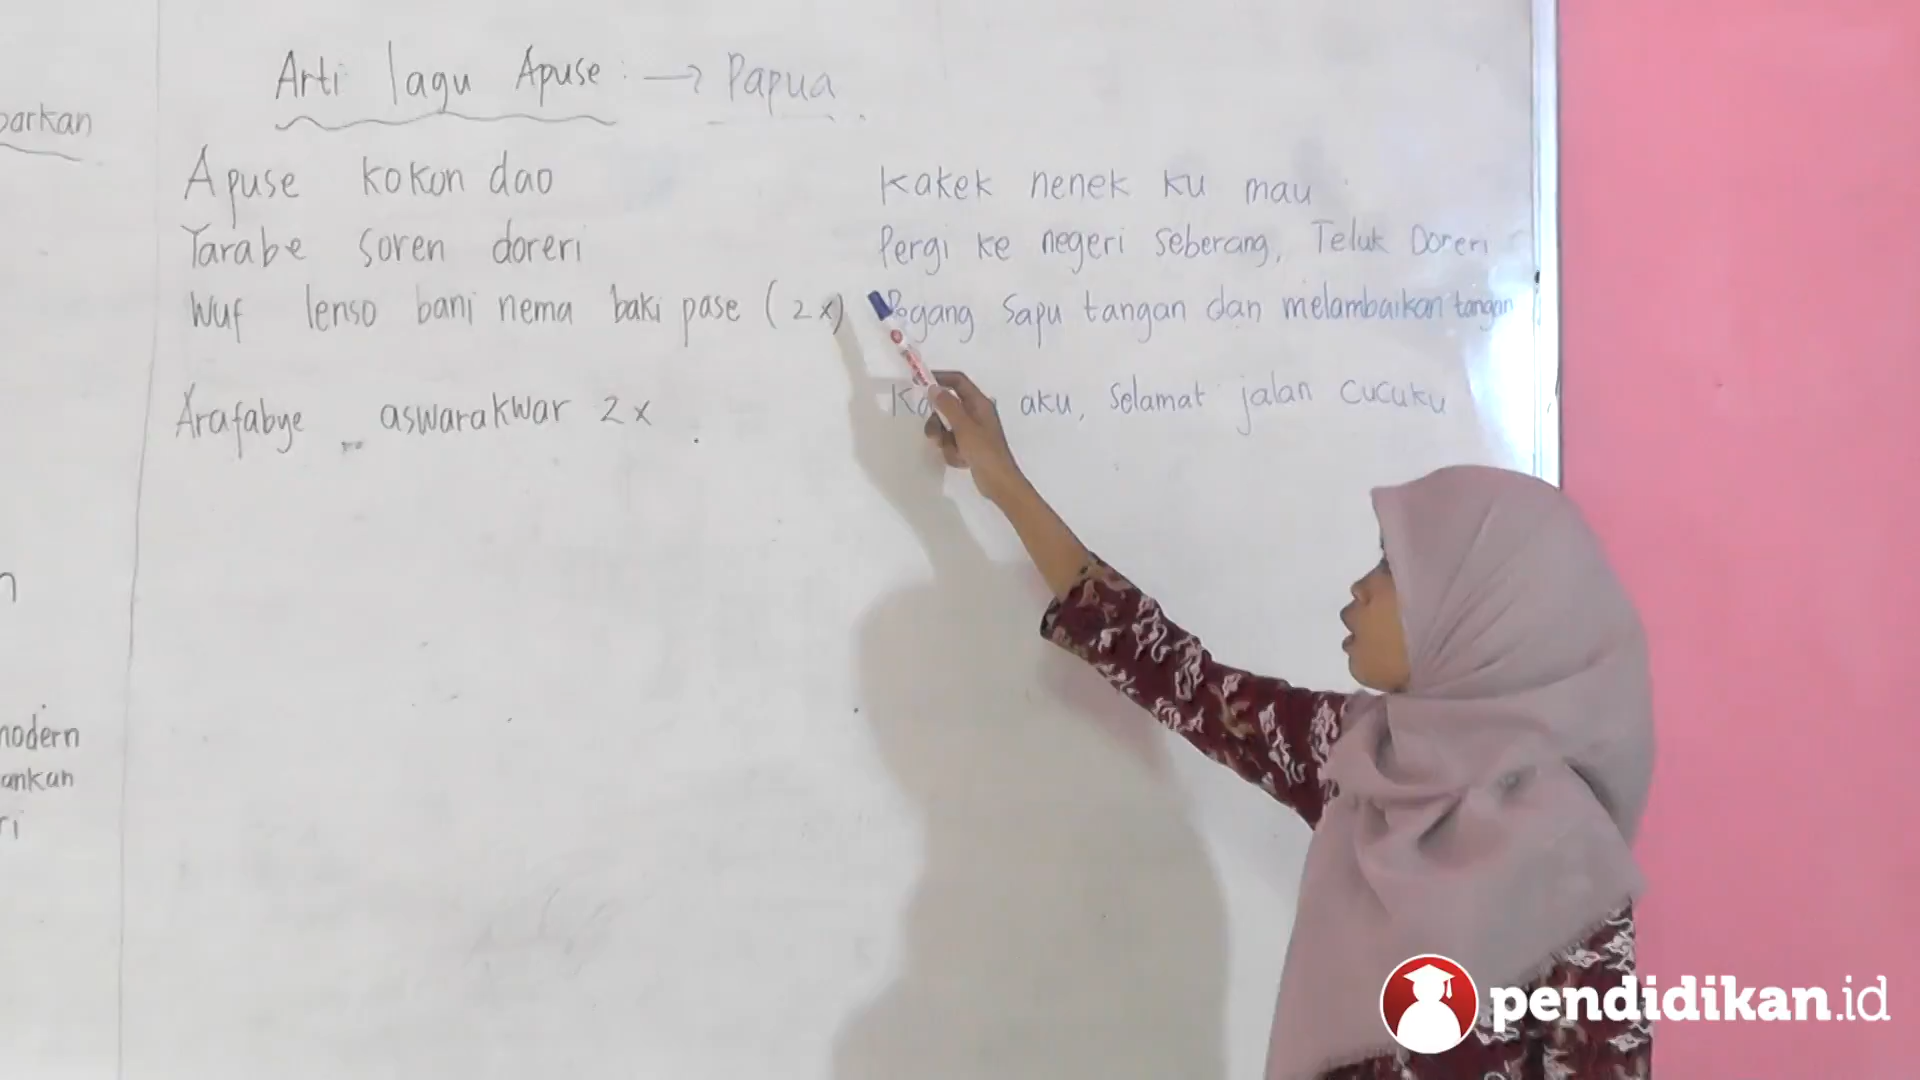 Arti lagu Apuse : → Papua
Apuse kokon dao
Yarabe soren doreri
Wuf lenso bani nema baki pase (2x)
Arafabye aswarakwar 2x
Kakek nenek ku mau
Pergi ke negeri seberang, Teluk Doreri
Pegang sapu tangan dan melambaikan tangan
aku, selamat jalan cucuku
barkan
modern
ankan
ri
pendidikan.id